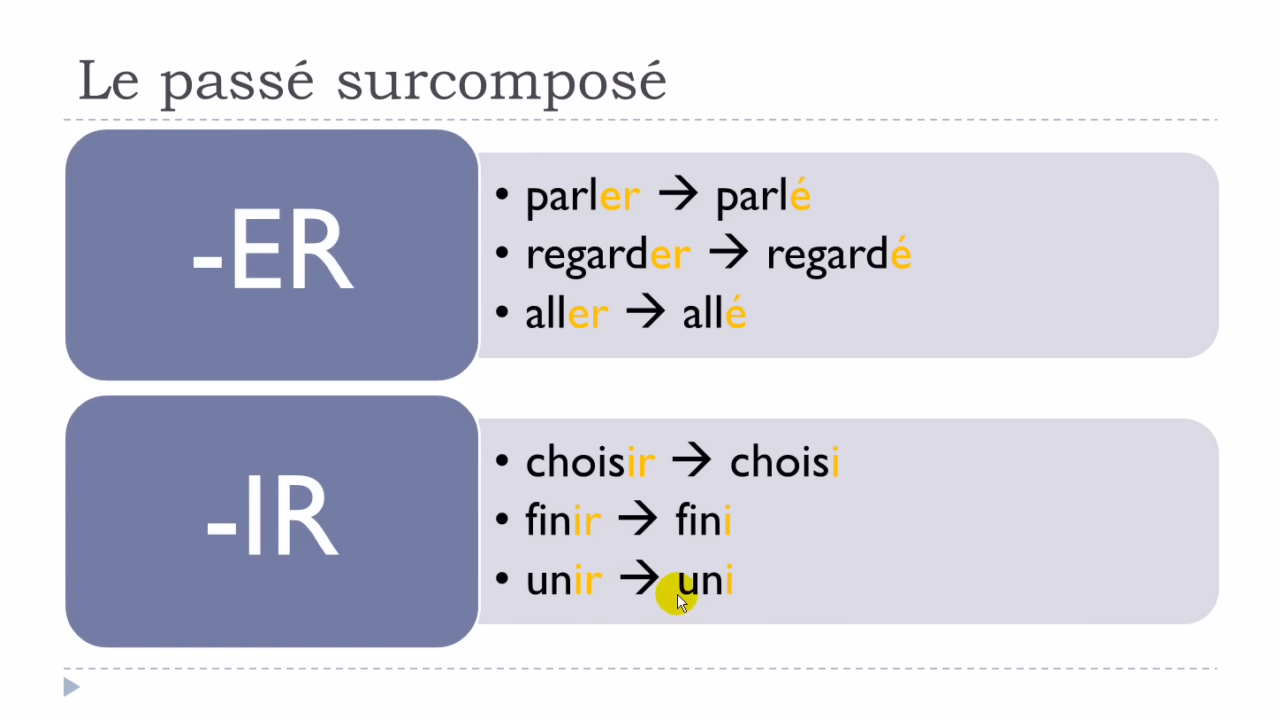 Le passé surcomposé
-ER
• parler → parlé
• regarder → regardé
• aller → allé
-IR
• choisir → choisi
• finir → fini
• unir → uni